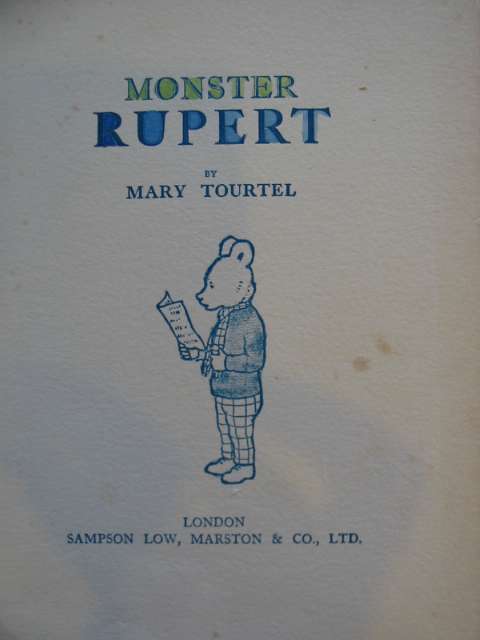 MONSTER
RUPERT
BY
MARY TOURTEL
LONDON
SAMPSON LOW, MARSTON & CO., LTD.